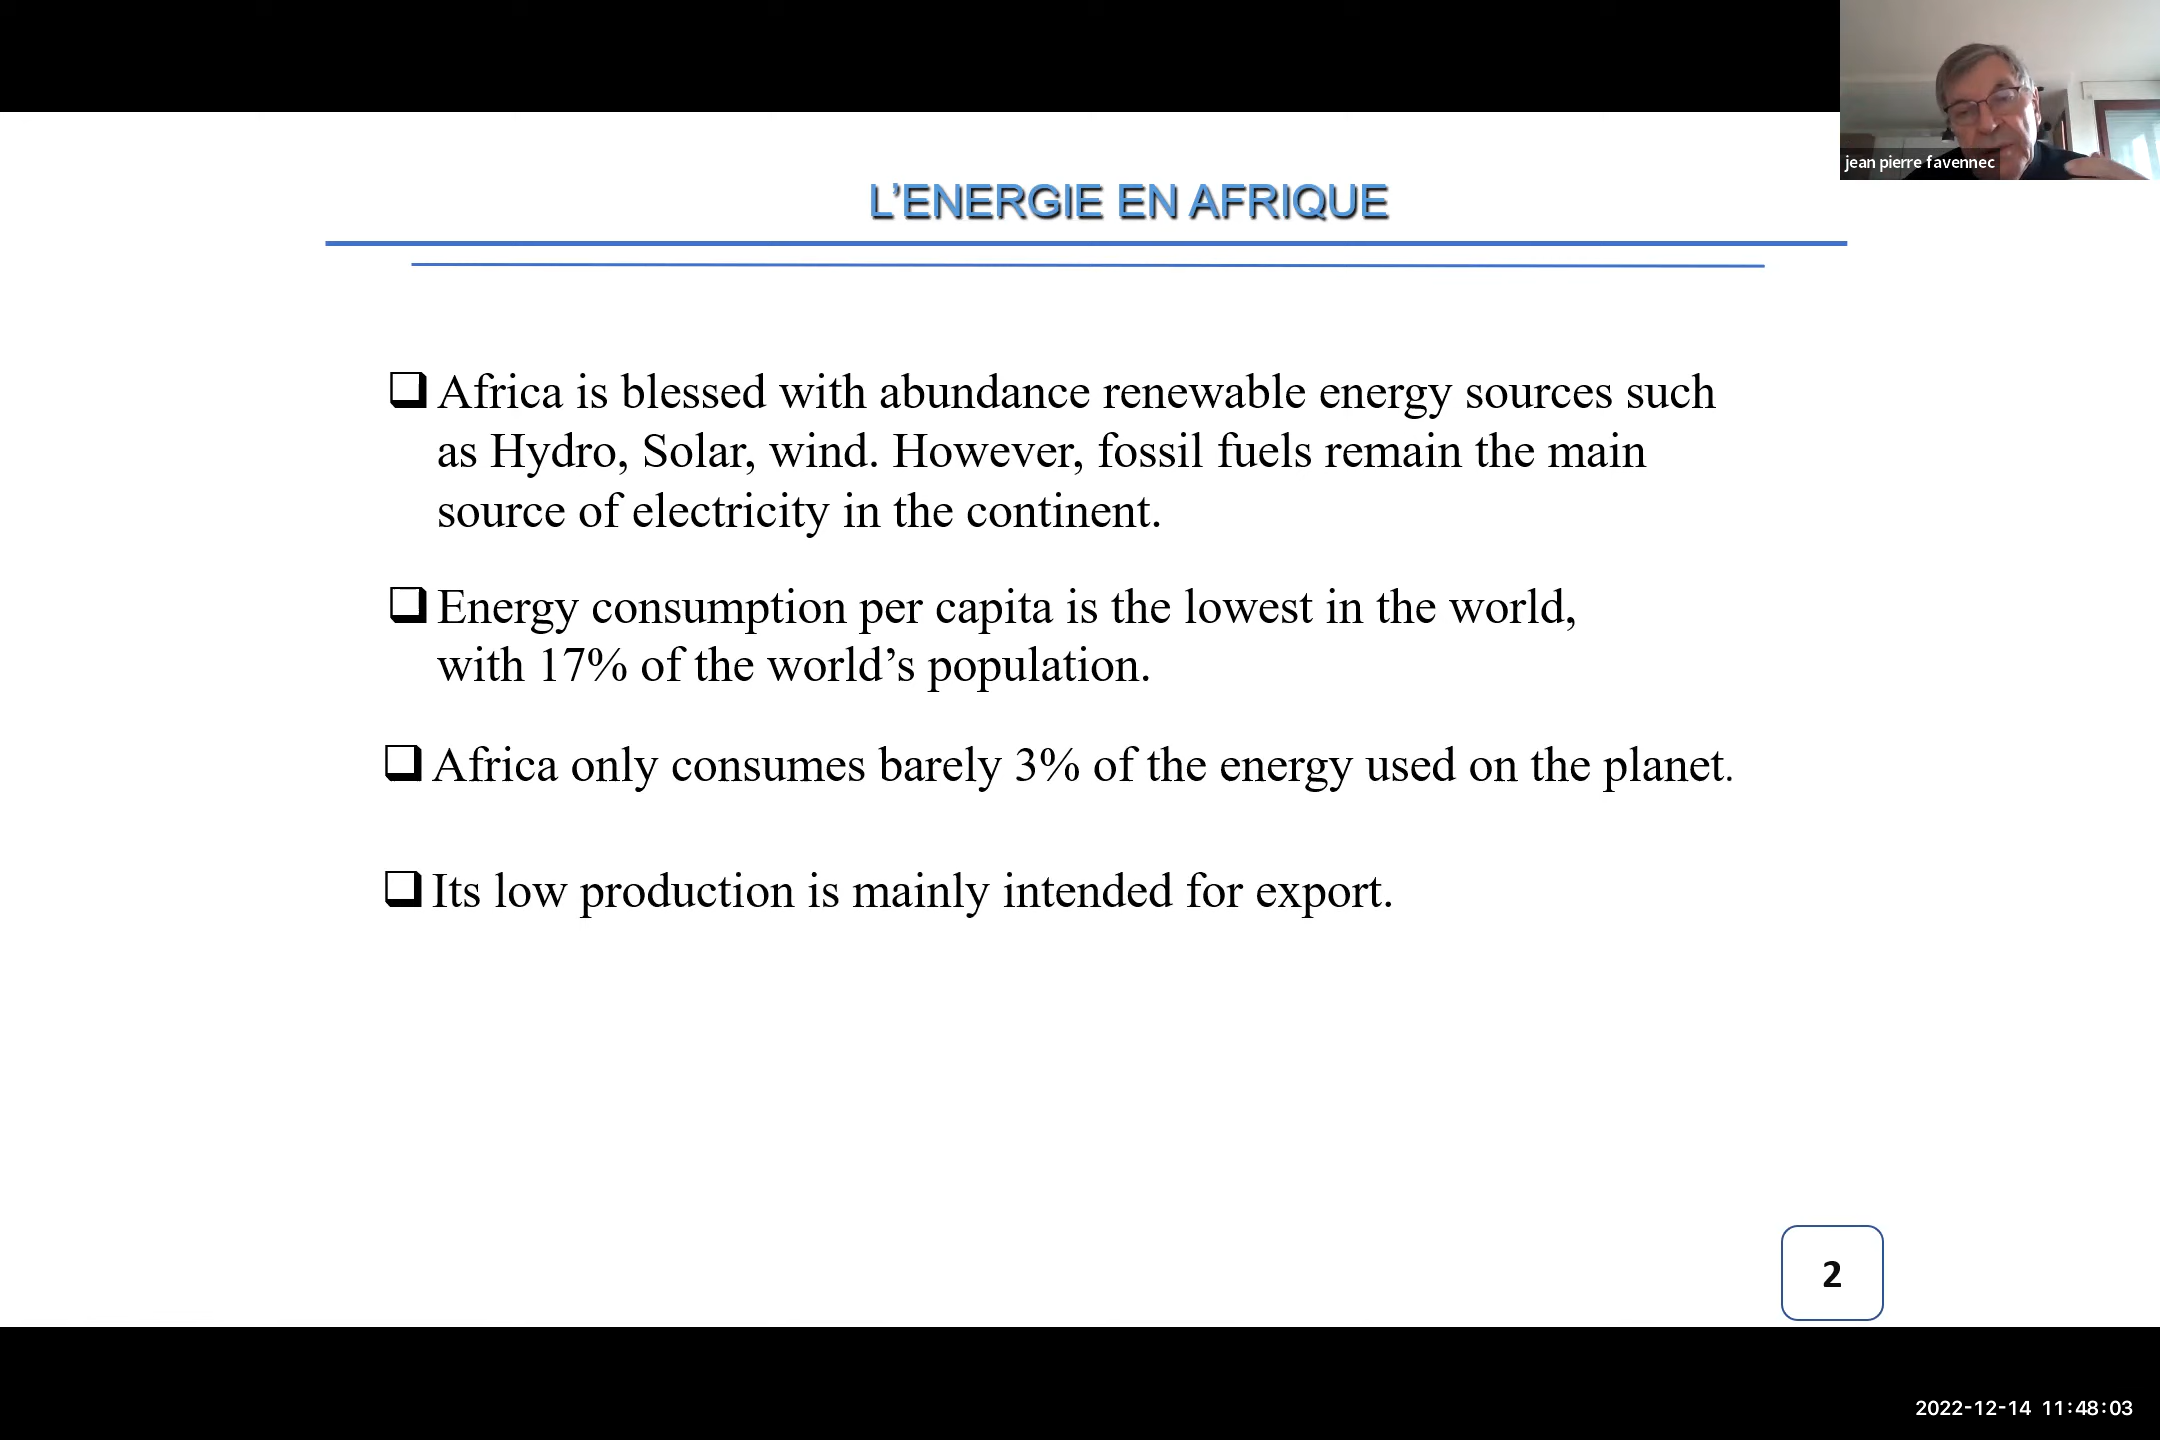 jean pierre favennec
L’ENERGIE EN AFRIQUE
❑ Africa is blessed with abundance renewable energy sources such
as Hydro, Solar, wind. However, fossil fuels remain the main
source of electricity in the continent.
❑ Energy consumption per capita is the lowest in the world,
with 17% of the world’s population.
❑ Africa only consumes barely 3% of the energy used on the planet.
❑ Its low production is mainly intended for export.
2
2022-12-14 11:48:03